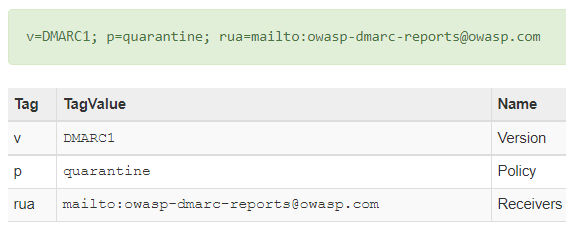 v=DMARC1; p=quarantine; rua=mailto:owasp-dmarc-reports@owasp.com
Tag TagValue Name
v DMARC1 Version
p quarantine Policy
rua mailto:owasp-dmarc-reports@owasp.com Receivers